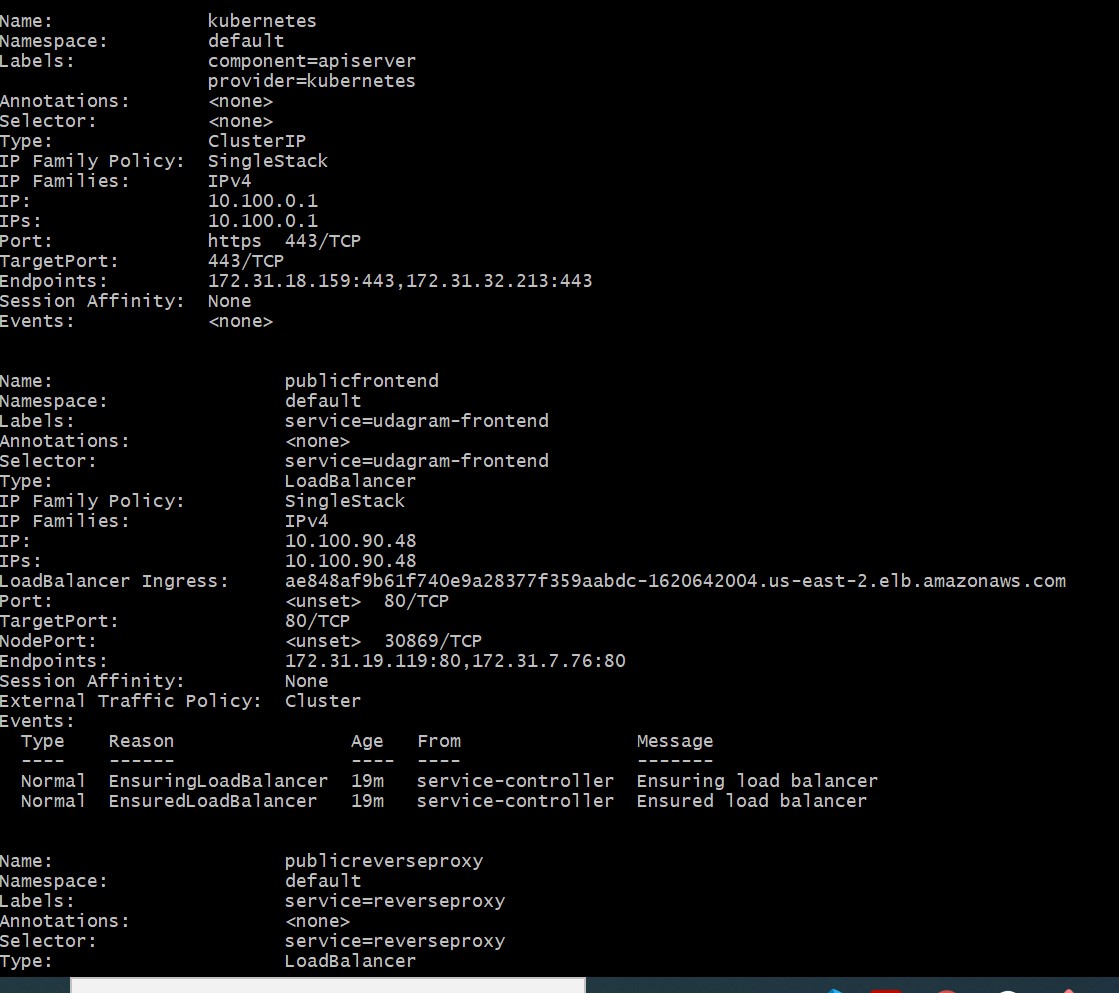 Name:              kubernetes
Namespace:         default
Labels:            component=apiserver
                   provider=kubernetes
Annotations:       <none>
Selector:          <none>
Type:              ClusterIP
IP Family Policy:  SingleStack
IP Families:       IPv4
IP:                10.100.0.1
IPs:               10.100.0.1
Port:              https  443/TCP
TargetPort:        443/TCP
Endpoints:         172.31.18.159:443,172.31.32.213:443
Session Affinity:  None
Events:            <none>
Name:                     publicfrontend
Namespace:                default
Labels:                   service=udagram-frontend
Annotations:              <none>
Selector:                 service=udagram-frontend
Type:                     LoadBalancer
IP Family Policy:         SingleStack
IP Families:              IPv4
IP:                       10.100.90.48
IPs:                      10.100.90.48
LoadBalancer Ingress:     ae848af9b61f740e9a28377f359aabdc-1620642004.us-east-2.elb.amazonaws.com
Port:                     <unset>  80/TCP
TargetPort:               80/TCP
NodePort:                 <unset>  30869/TCP
Endpoints:                172.31.19.119:80,172.31.7.76:80
Session Affinity:         None
External Traffic Policy:  Cluster
Events:
  Type    Reason                Age   From                Message
  ----    ------                ----  ----                -------
  Normal  EnsuringLoadBalancer  19m   service-controller  Ensuring load balancer
  Normal  EnsuredLoadBalancer   19m   service-controller  Ensured load balancer
Name:                     publicreverseproxy
Namespace:                default
Labels:                   service=reverseproxy
Annotations:              <none>
Selector:                 service=reverseproxy
Type:                     LoadBalancer